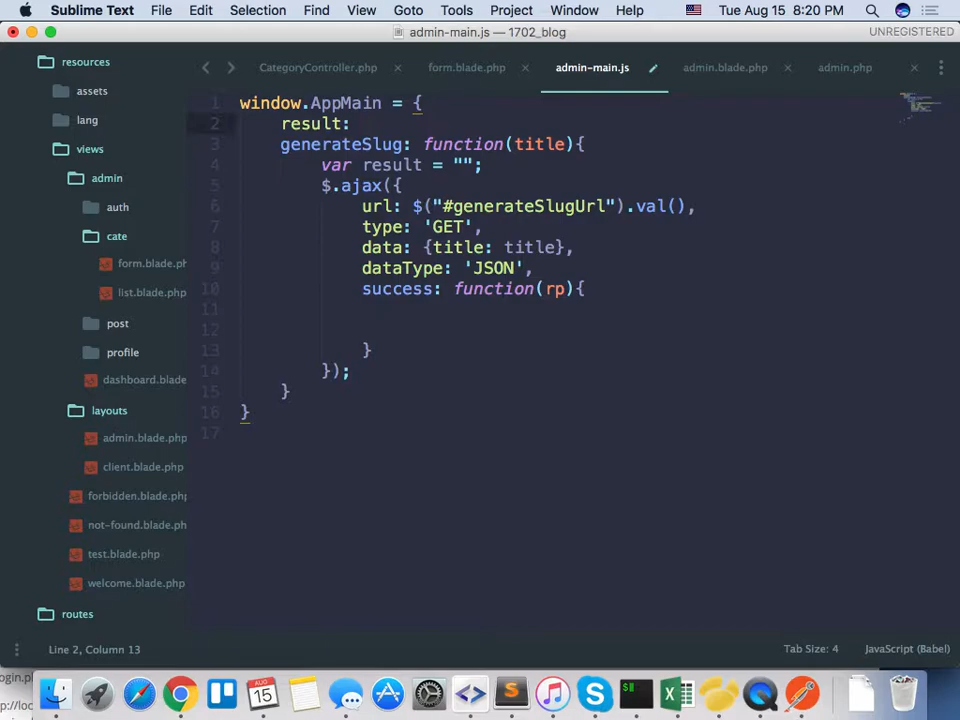 Sublime Text File Edit Selection Find View Goto Tools Project Window Help Tue Aug 15 8:20 PM
admin-main.js — 1702_blog UNREGISTERED
CategoryController.php × form.blade.php × admin-main.js admin.blade.php × admin.php ×
resources
assets
lang
views
admin
auth
cate
form.blade.ph
list.blade.php
post
profile
dashboard.blade
layouts
admin.blade.php
client.blade.php
forbidden.blade.php
not-found.blade.php
test.blade.php
welcome.blade.php
routes
1 window.AppMain = {
2 result:
3 generateSlug: function(title){
4 var result = "";
5 $.ajax({
6 url: $("#generateSlugUrl").val(),
7 type: 'GET',
8 data: {title: title},
9 dataType: 'JSON',
10 success: function(rp){
11
12
13 }
14 });
15 }
16 }
17
Line 2, Column 13 Tab Size: 4 JavaScript (Babel)
ogin.p
p://loc
AUG
15